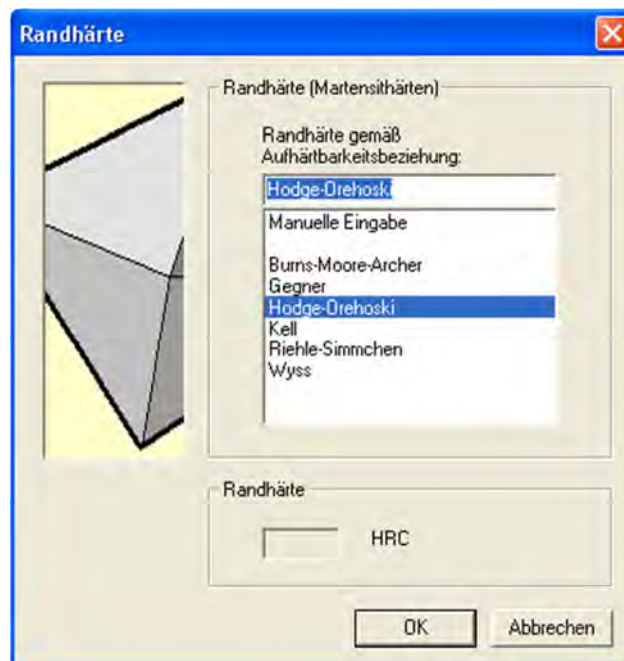 Randhärte
Randhärte (Martensithärten)
Randhärte gemäß
Aufhärtbarkeitsbeziehung:
Hodge-Orehoski
Manuelle Eingabe
Burns-Moore-Archer
Gegner
Hodge-Orehoski
Kell
Riehle-Simmchen
Wyss
Randhärte
HRC
OK
Abbrechen